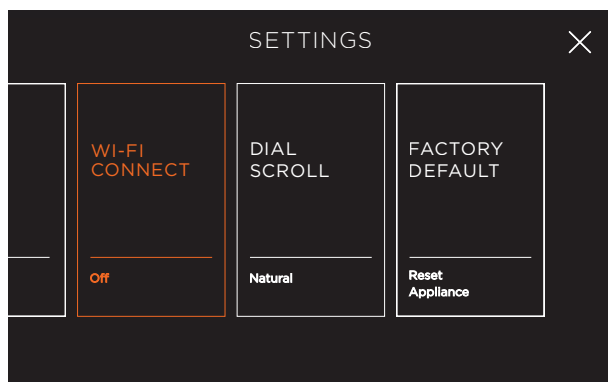 SETTINGS
WI-FI
CONNECT
Off
DIAL
SCROLL
Natural
FACTORY
DEFAULT
Reset
Appliance